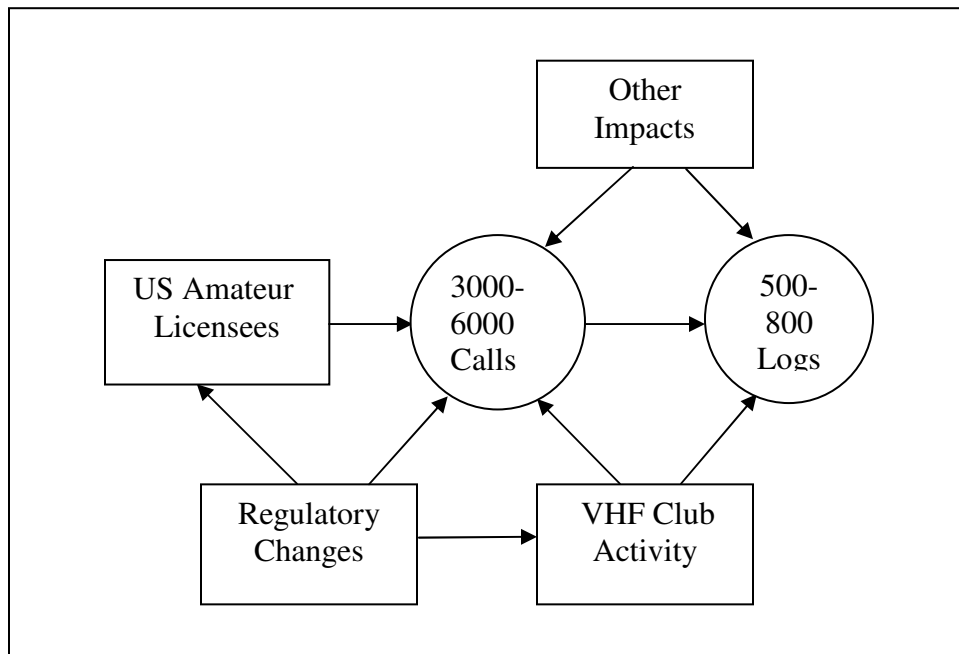 Other
Impacts
US Amateur
Licensees
3000-
6000
Calls
500-
800
Logs
Regulatory
Changes
VHF Club
Activity